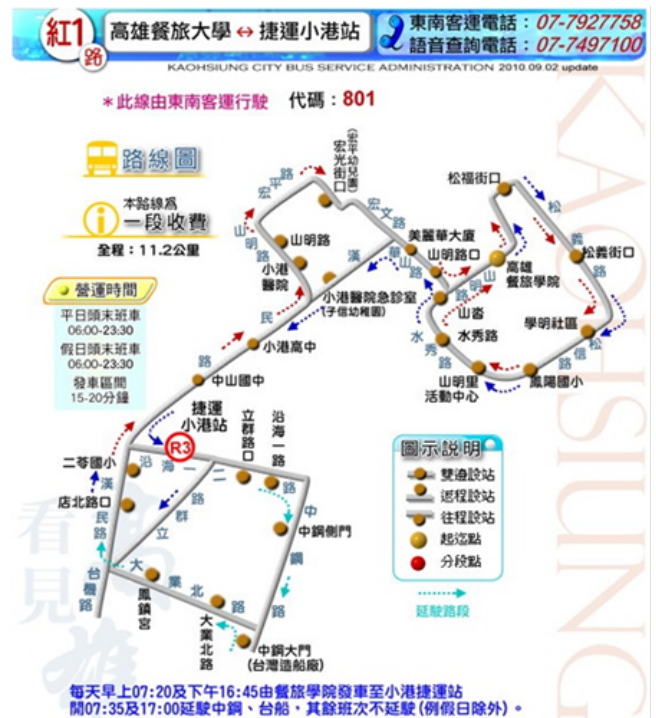 紅1路
高雄餐旅大學 ↔ 捷運小港站
東南客運電話：07-7927758
語音查詢電話：07-7497100
KAOHSIUNG CITY BUS SERVICE ADMINISTRATION 2010.09.02 update
＊此線由東南客運行駛 代碼：801
路線圖
本路線為
一段收費
全程：11.2公里
營運時間
平日頭末班車
06:00-23:30
假日頭末班車
06:00-23:30
發車區間
15-20分鐘
宏平路
宏光街口
(宏平幼兒園)
宏文路
山明路
山明路
小港醫院
漢民路
小港醫院急診室
(子信幼稚園)
小港高中
中山國中
美麗華大廈
山明路口
華山路
山明路
高雄餐旅學院
松福街口
松義路
松義街口
學明社區
松信路
鳳陽國小
山明里活動中心
水秀路
水秀路
山沓
捷運小港站
R3
二苓國小
店北路口
漢民路
台機路
沿海一二路
立群路
立群路口
沿海一路
中鋼路
中鋼側門
大業北路
鳳鎮宮
大業北路
中鋼大門
(台灣造船廠)
圖示說明
雙邊設站
返程設站
往程設站
起迄點
分段點
延駛路段
每天早上07:20及下午16:45由餐旅學院發車至小港捷運站
開07:35及17:00延駛中鋼、台船，其餘班次不延駛(例假日除外)。
看見高雄
KAOHSIUNG